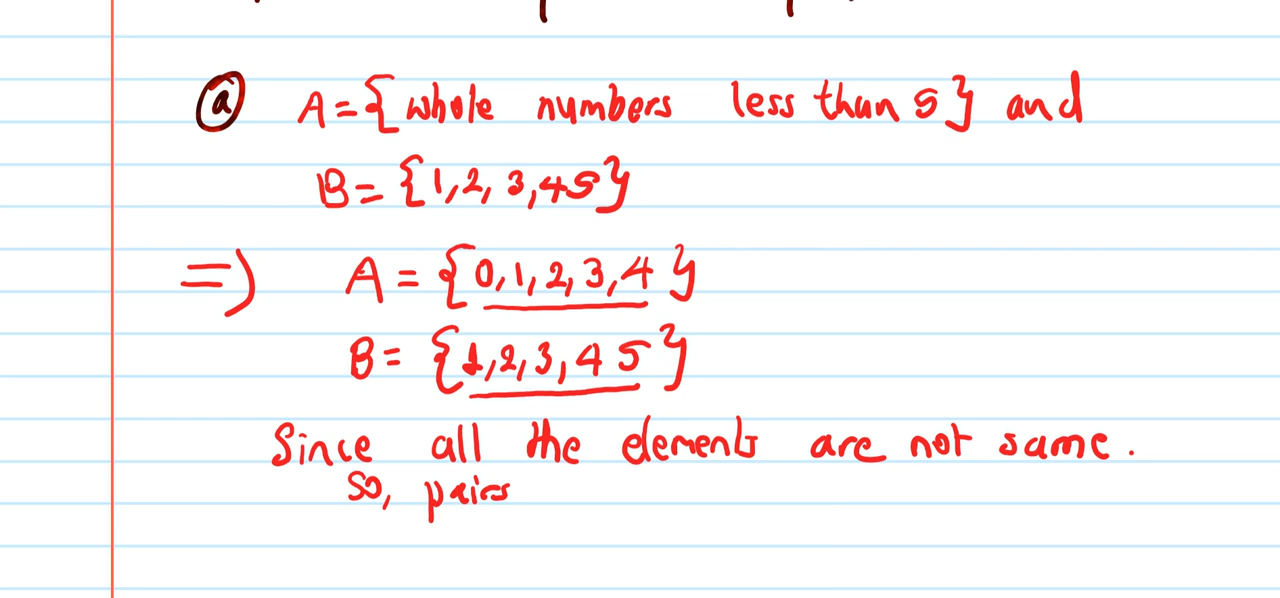 (a) A = {whole numbers less than 5} and
B = {1, 2, 3, 4 5}
=> A = {0, 1, 2, 3, 4}
B = {1, 2, 3, 4 5}
Since all the elements are not same.
so, pairs